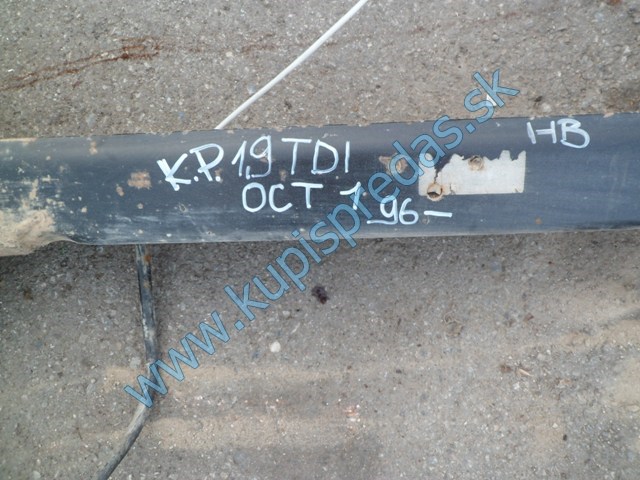 K.P. 1,9 TDI
OCT 1 96-
HB
www.kupispredas.sk